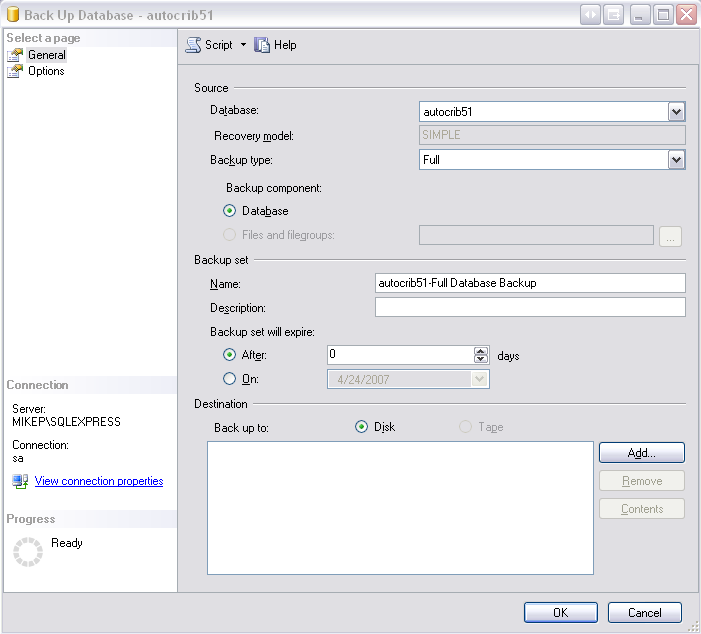 Back Up Database - autocrib51
Select a page
General
Options
Script
Help
Source
Database:
autocrib51
Recovery model:
SIMPLE
Backup type:
Full
Backup component:
Database
Files and filegroups:
...
Backup set
Name:
autocrib51-Full Database Backup
Description:
Backup set will expire:
After:
0
days
On:
4/24/2007
Destination
Back up to:
Disk
Tape
Add...
Remove
Contents
Connection
Server:
MIKEP\SQLEXPRESS
Connection:
sa
View connection properties
Progress
Ready
OK
Cancel